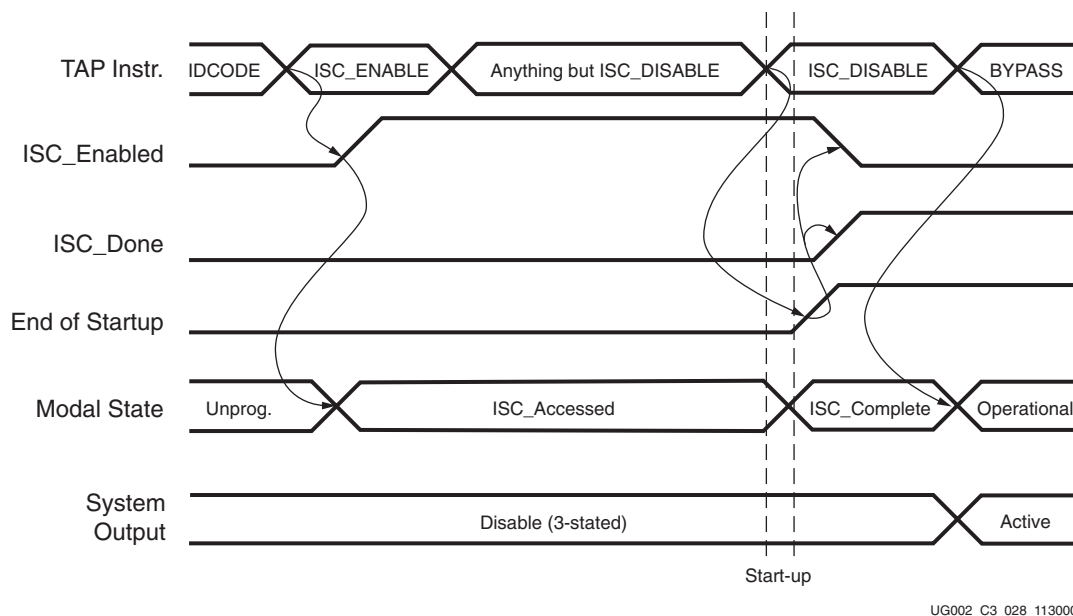 TAP Instr.
IDCODE
ISC_ENABLE
Anything but ISC_DISABLE
ISC_DISABLE
BYPASS
ISC_Enabled
ISC_Done
End of Startup
Modal State
Unprog.
ISC_Accessed
ISC_Complete
Operational
System
Output
Disable (3-stated)
Active
Start-up
UG002_C3_028_113000